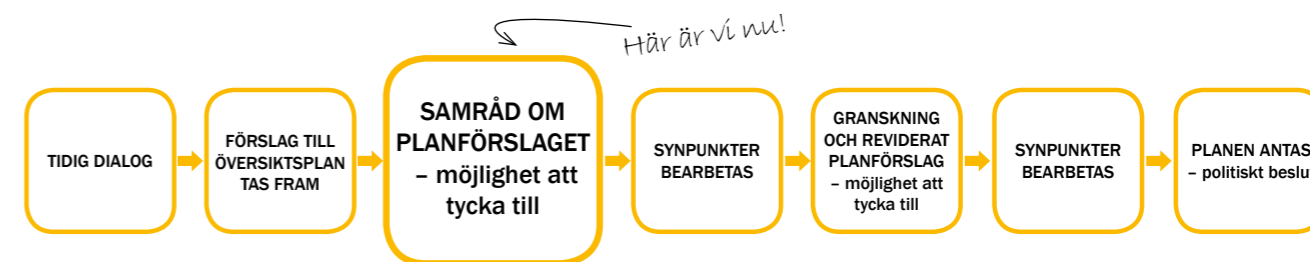 Här är vi nu!
TIDIG DIALOG
FÖRSLAG TILL
ÖVERSIKTSPLAN
TAS FRAM
SAMRÅD OM
PLANFÖRSLAGET
– möjlighet att
tycka till
SYNPUNKTER
BEARBETAS
GRANSKNING
OCH REVIDERAT
PLANFÖRSLAG
– möjlighet att
tycka till
SYNPUNKTER
BEARBETAS
PLANEN ANTAS
– politiskt beslu